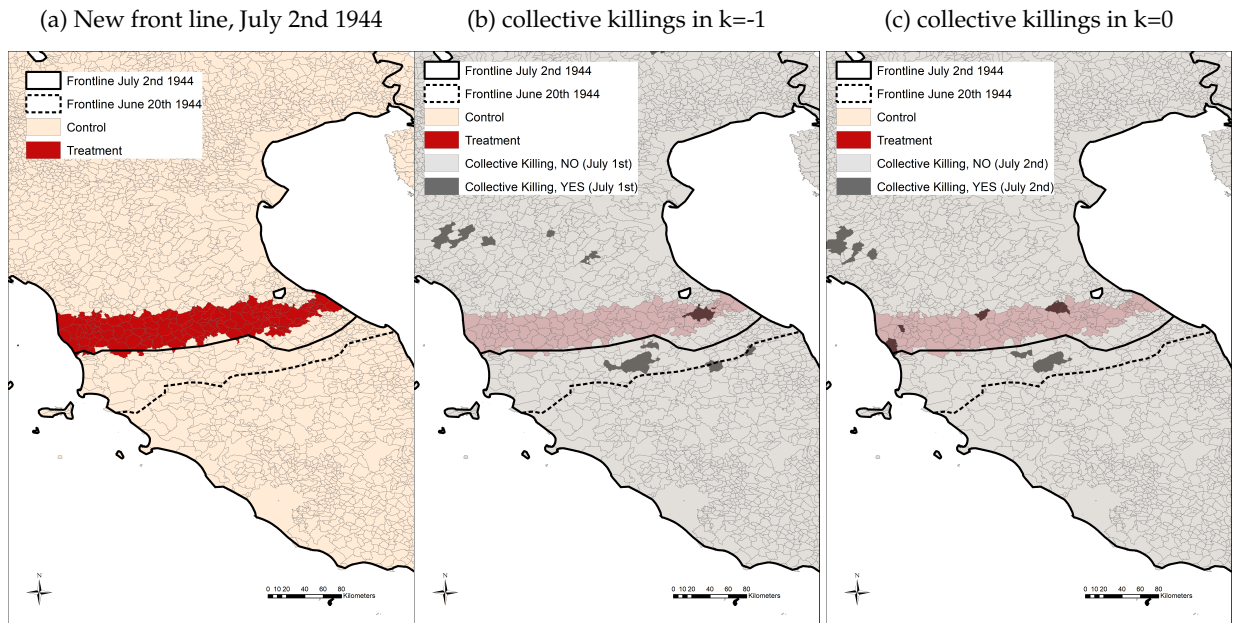 (a) New front line, July 2nd 1944
Frontline July 2nd 1944
Frontline June 20th 1944
Control
Treatment
N
0 10 20 40 60 80
Kilometers
(b) collective killings in k=-1
Frontline July 2nd 1944
Frontline June 20th 1944
Control
Treatment
Collective Killing, NO (July 1st)
Collective Killing, YES (July 1st)
N
0 10 20 40 60 80
Kilometers
(c) collective killings in k=0
Frontline July 2nd 1944
Frontline June 20th 1944
Control
Treatment
Collective Killing, NO (July 2nd)
Collective Killing, YES (July 2nd)
N
0 10 20 40 60 80
Kilometers